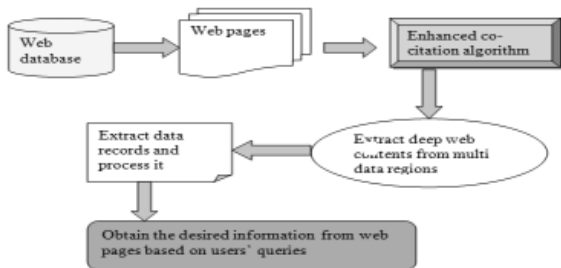 Web
database
Web pages
Enhanced co-
citation algorithm
Extract deep web
contents from multi
data regions
Extract data
records and
process it
Obtain the desired information from web
pages based on users' queries